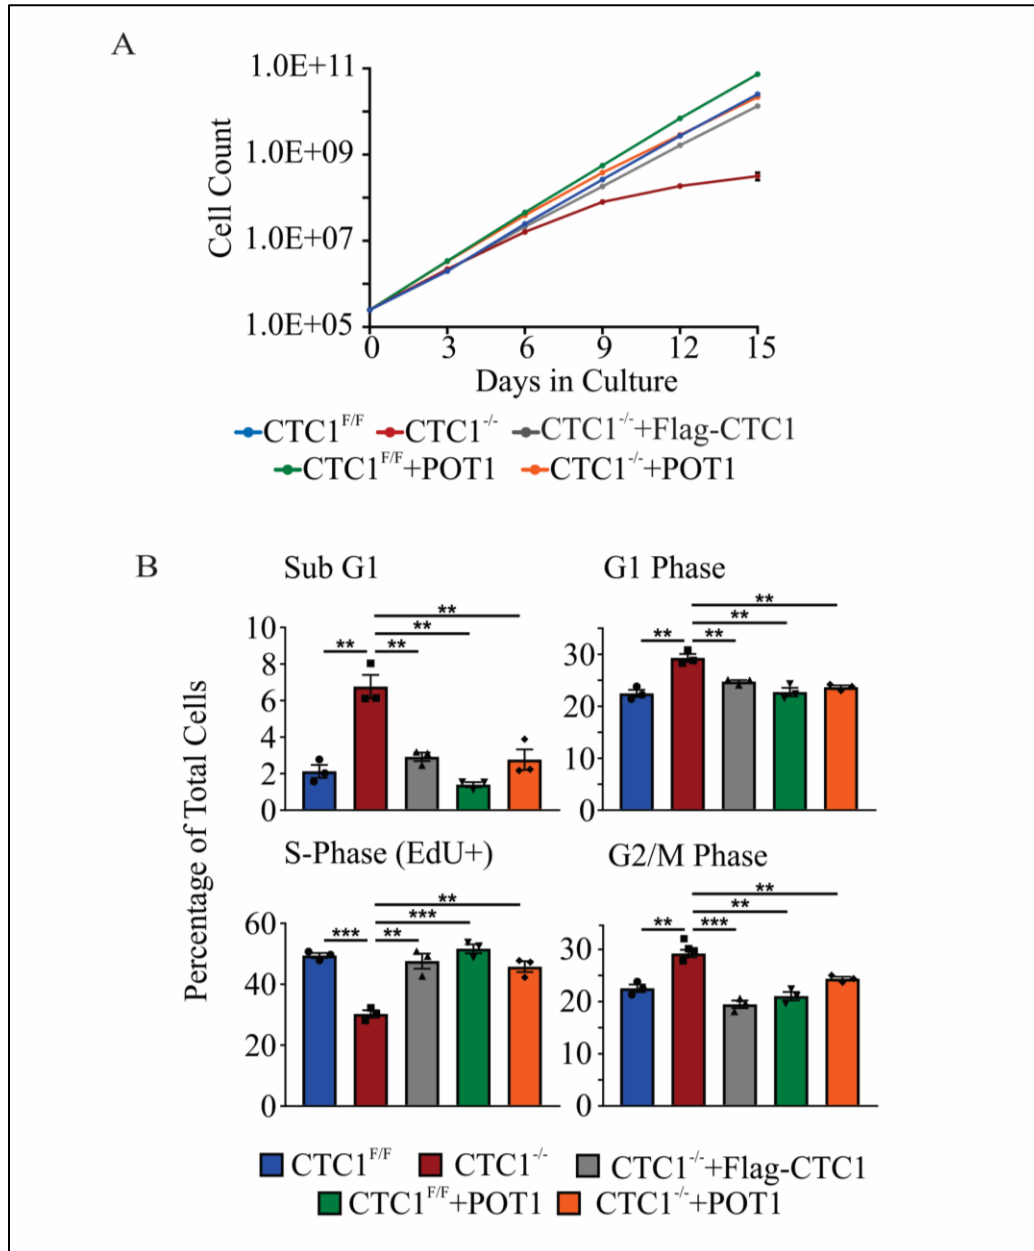 A
1.0E+11
1.0E+09
1.0E+07
1.0E+05
Cell Count
0 3 6 9 12 15
Days in Culture
CTC1F/F CTC1-/- CTC1-/-+Flag-CTC1
CTC1F/F+POT1 CTC1-/-+POT1
B
Sub G1
G1 Phase
** ** ** **
** ** ** **
10
8
6
4
2
0
30
20
10
0
Percentage of Total Cells
S-Phase (EdU+)
G2/M Phase
** *** *** **
** ** ** ***
60
40
20
0
30
20
10
0
CTC1F/F CTC1-/- CTC1-/-+Flag-CTC1
CTC1F/F+POT1 CTC1-/-+POT1